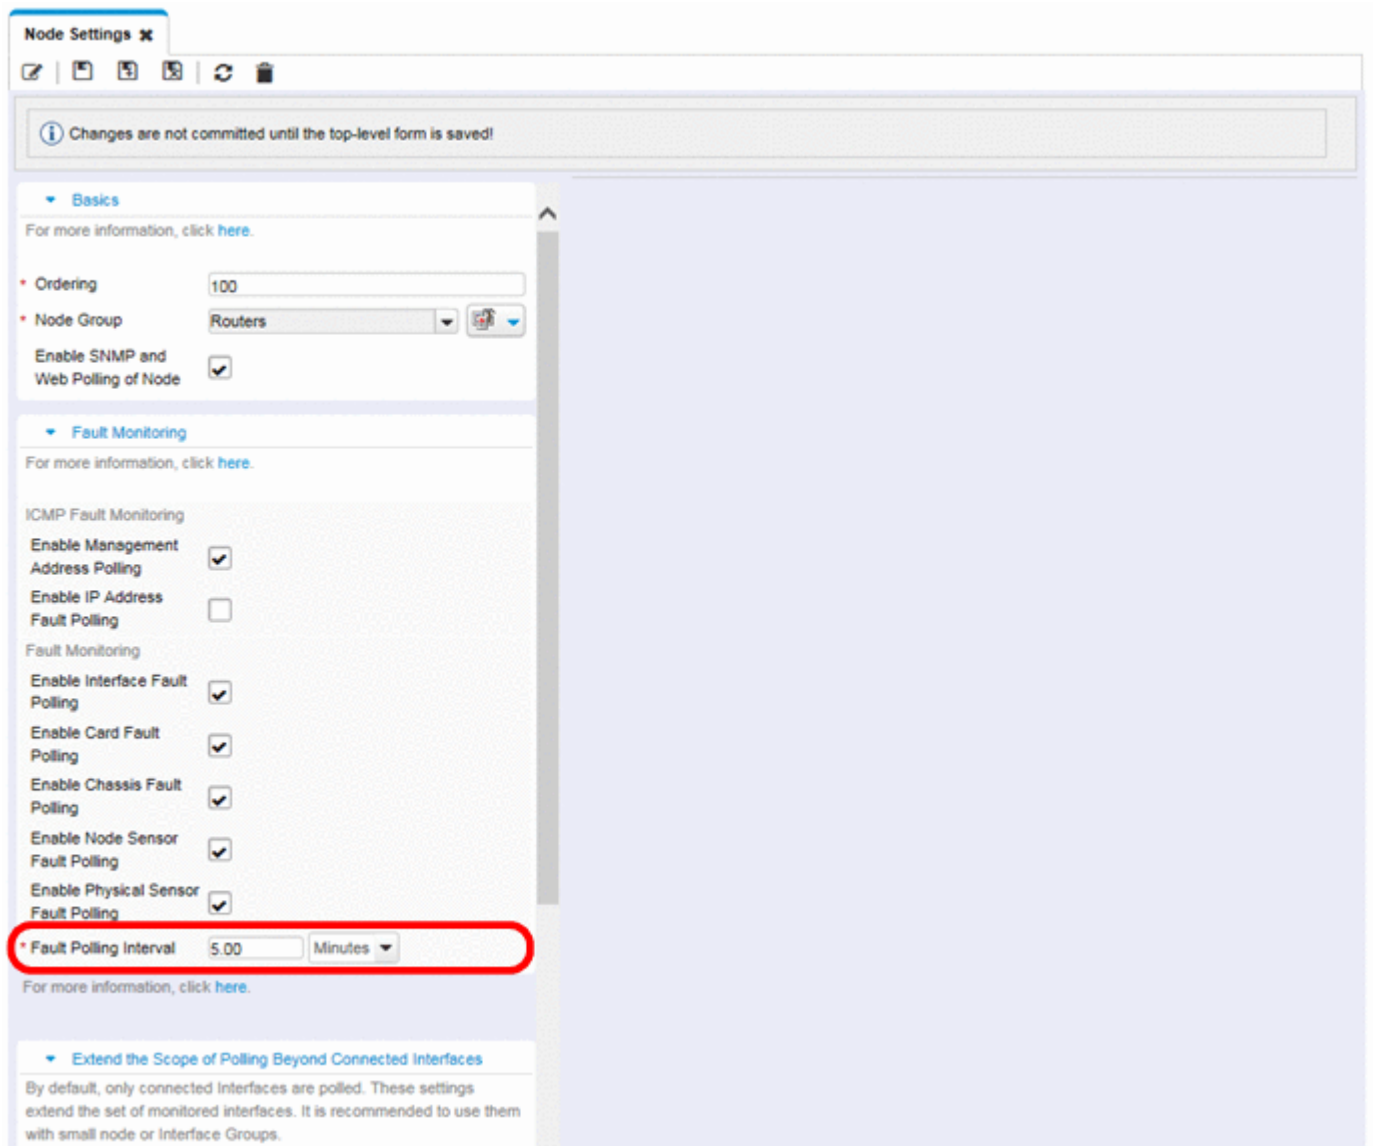 Node Settings ✖
Changes are not committed until the top-level form is saved!
Basics
For more information, click here.
* Ordering 100
* Node Group Routers
Enable SNMP and
Web Polling of Node
Fault Monitoring
For more information, click here.
ICMP Fault Monitoring
Enable Management
Address Polling
Enable IP Address
Fault Polling
Fault Monitoring
Enable Interface Fault
Polling
Enable Card Fault
Polling
Enable Chassis Fault
Polling
Enable Node Sensor
Fault Polling
Enable Physical Sensor
Fault Polling
* Fault Polling Interval 5.00 Minutes
For more information, click here.
Extend the Scope of Polling Beyond Connected Interfaces
By default, only connected Interfaces are polled. These settings
extend the set of monitored interfaces. It is recommended to use them
with small node or Interface Groups.